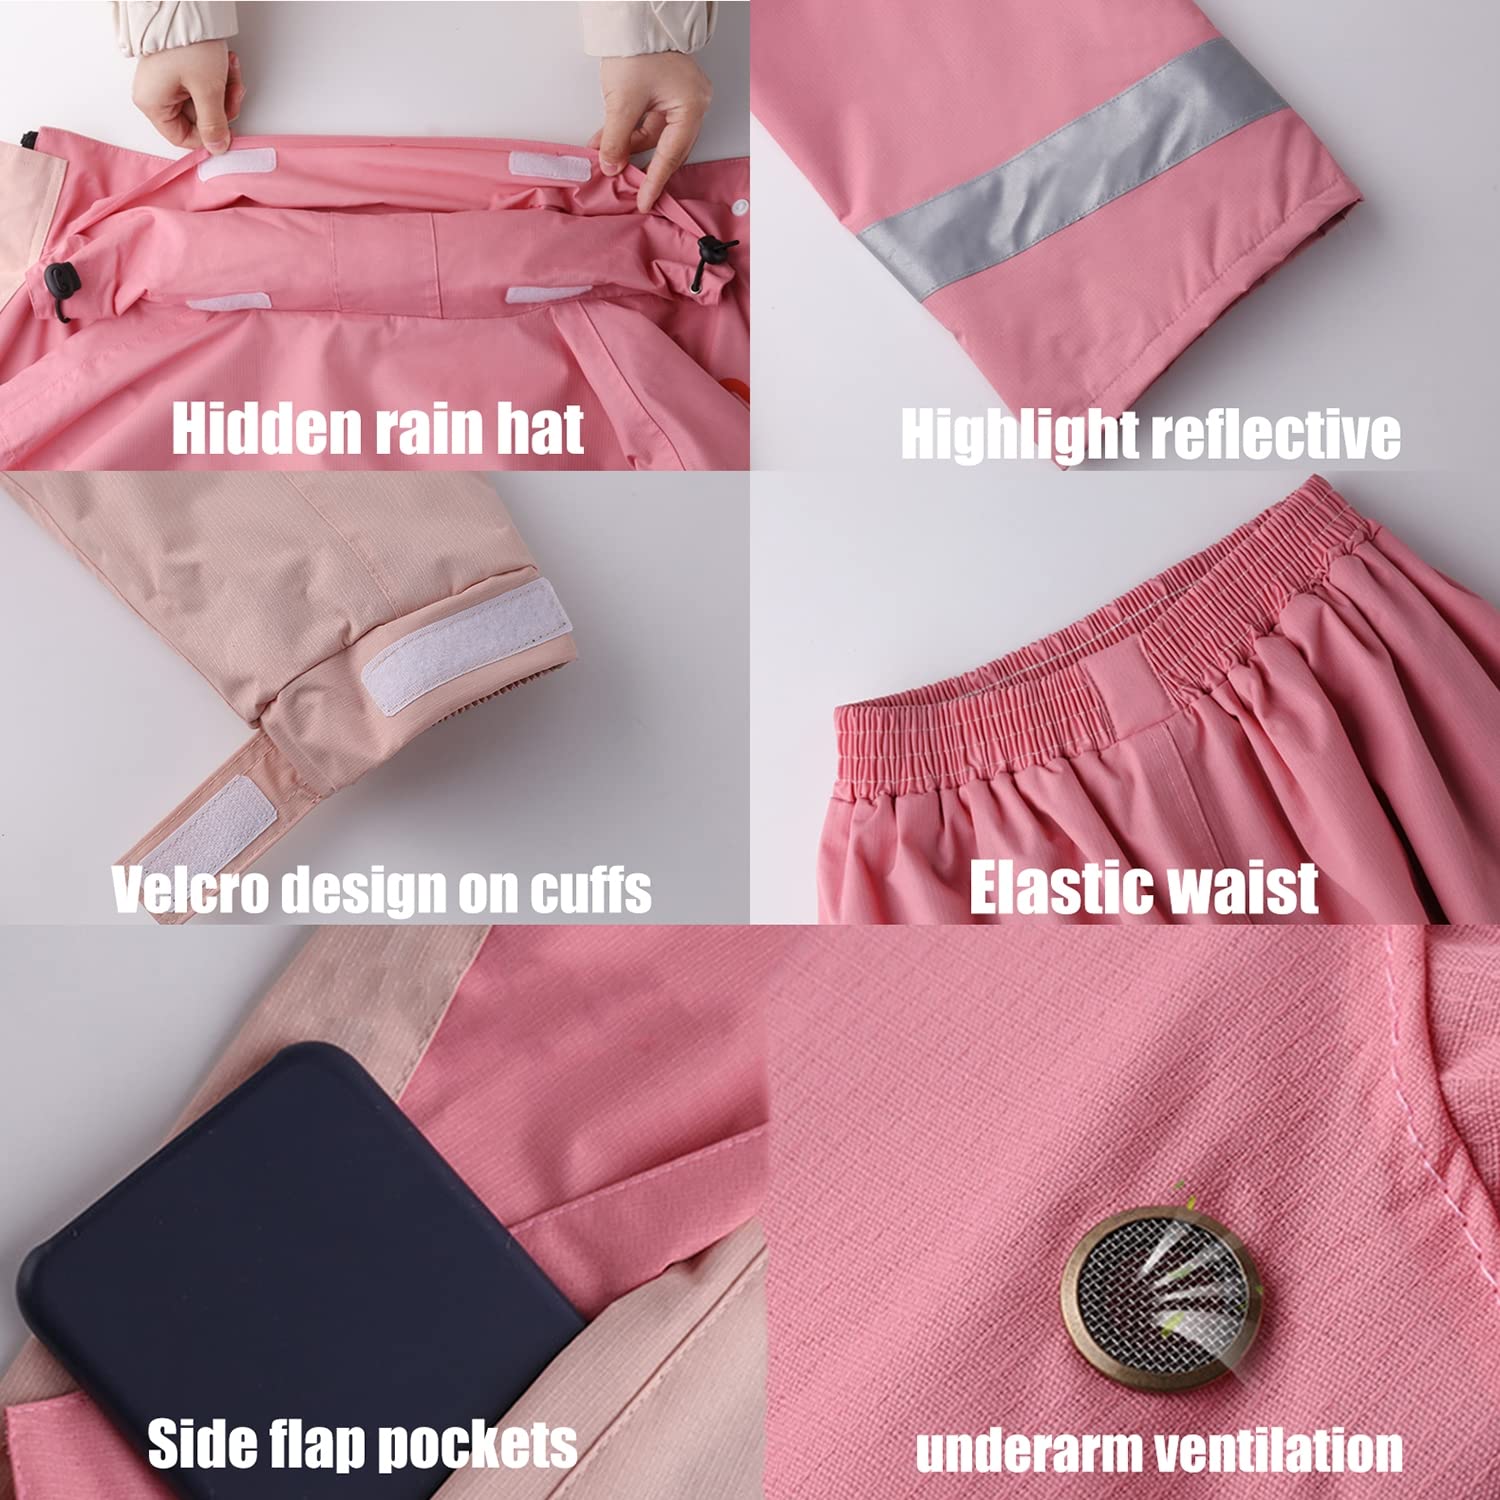 Hidden rain hat
Highlight reflective
Velcro design on cuffs
Elastic waist
Side flap pockets
underarm ventilation